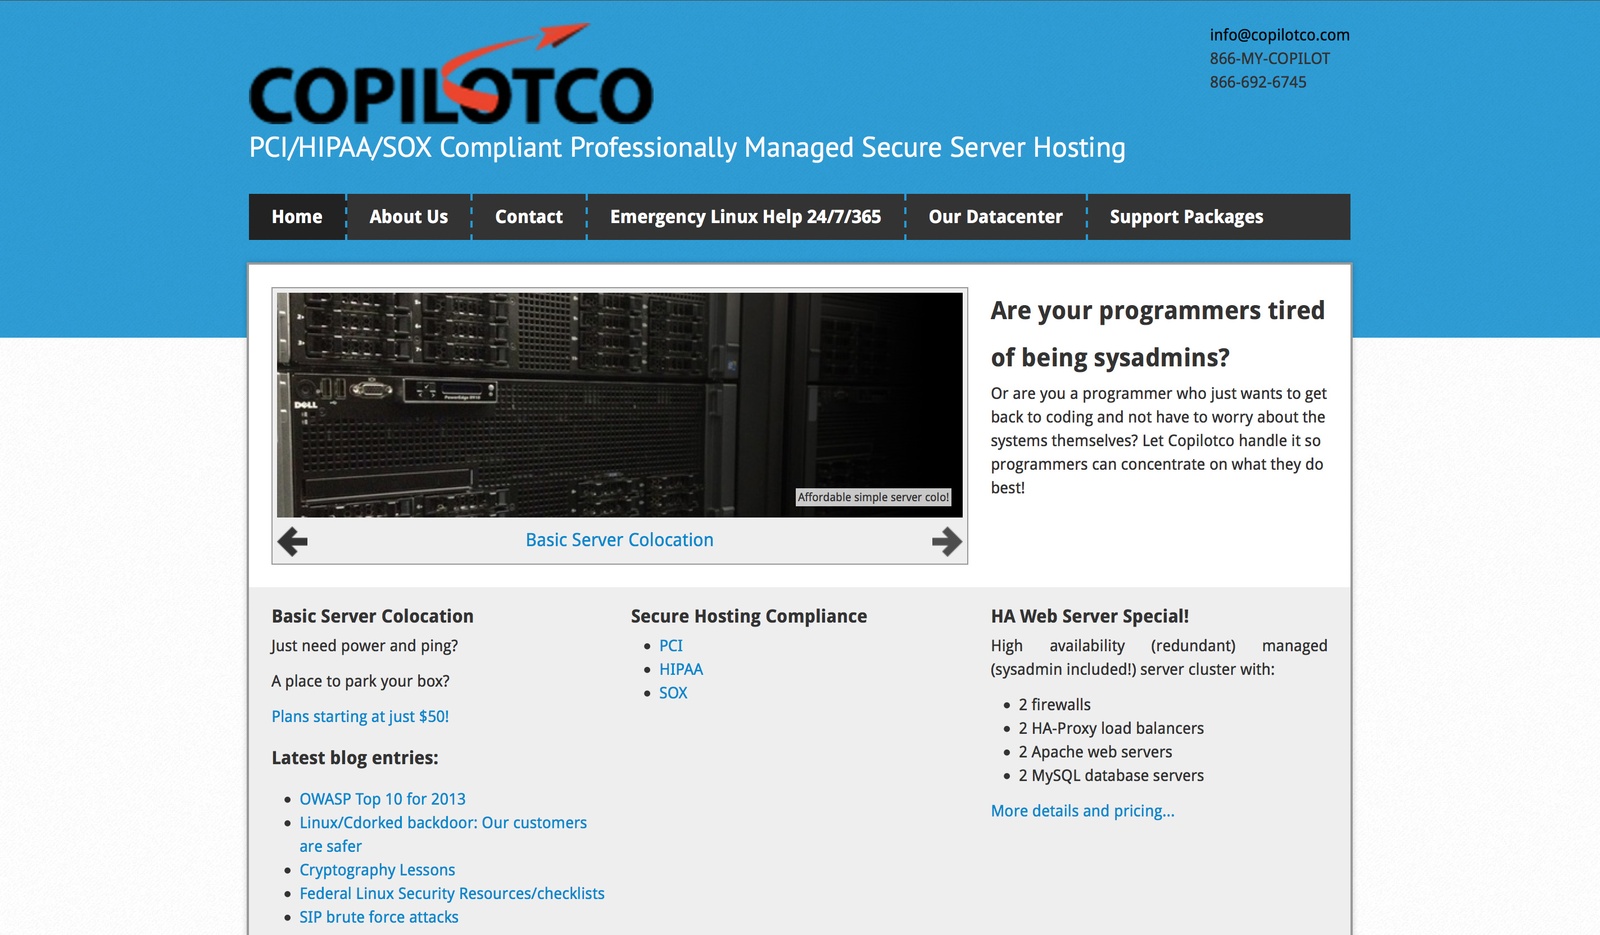 COPILOTCO
info@copilotco.com
866-MY-COPILOT
866-692-6745
PCI/HIPAA/SOX Compliant Professionally Managed Secure Server Hosting
Home
About Us
Contact
Emergency Linux Help 24/7/365
Our Datacenter
Support Packages
DELL
Affordable simple server colo!
Basic Server Colocation
Are your programmers tired
of being sysadmins?
Or are you a programmer who just wants to get
back to coding and not have to worry about the
systems themselves? Let Copilotco handle it so
programmers can concentrate on what they do
best!
Basic Server Colocation
Just need power and ping?
A place to park your box?
Plans starting at just $50!
Latest blog entries:
OWASP Top 10 for 2013
Linux/Cdorked backdoor: Our customers
are safer
Cryptography Lessons
Federal Linux Security Resources/checklists
SIP brute force attacks
Secure Hosting Compliance
PCI
HIPAA
SOX
HA Web Server Special!
High availability (redundant) managed
(sysadmin included!) server cluster with:
2 firewalls
2 HA-Proxy load balancers
2 Apache web servers
2 MySQL database servers
More details and pricing...